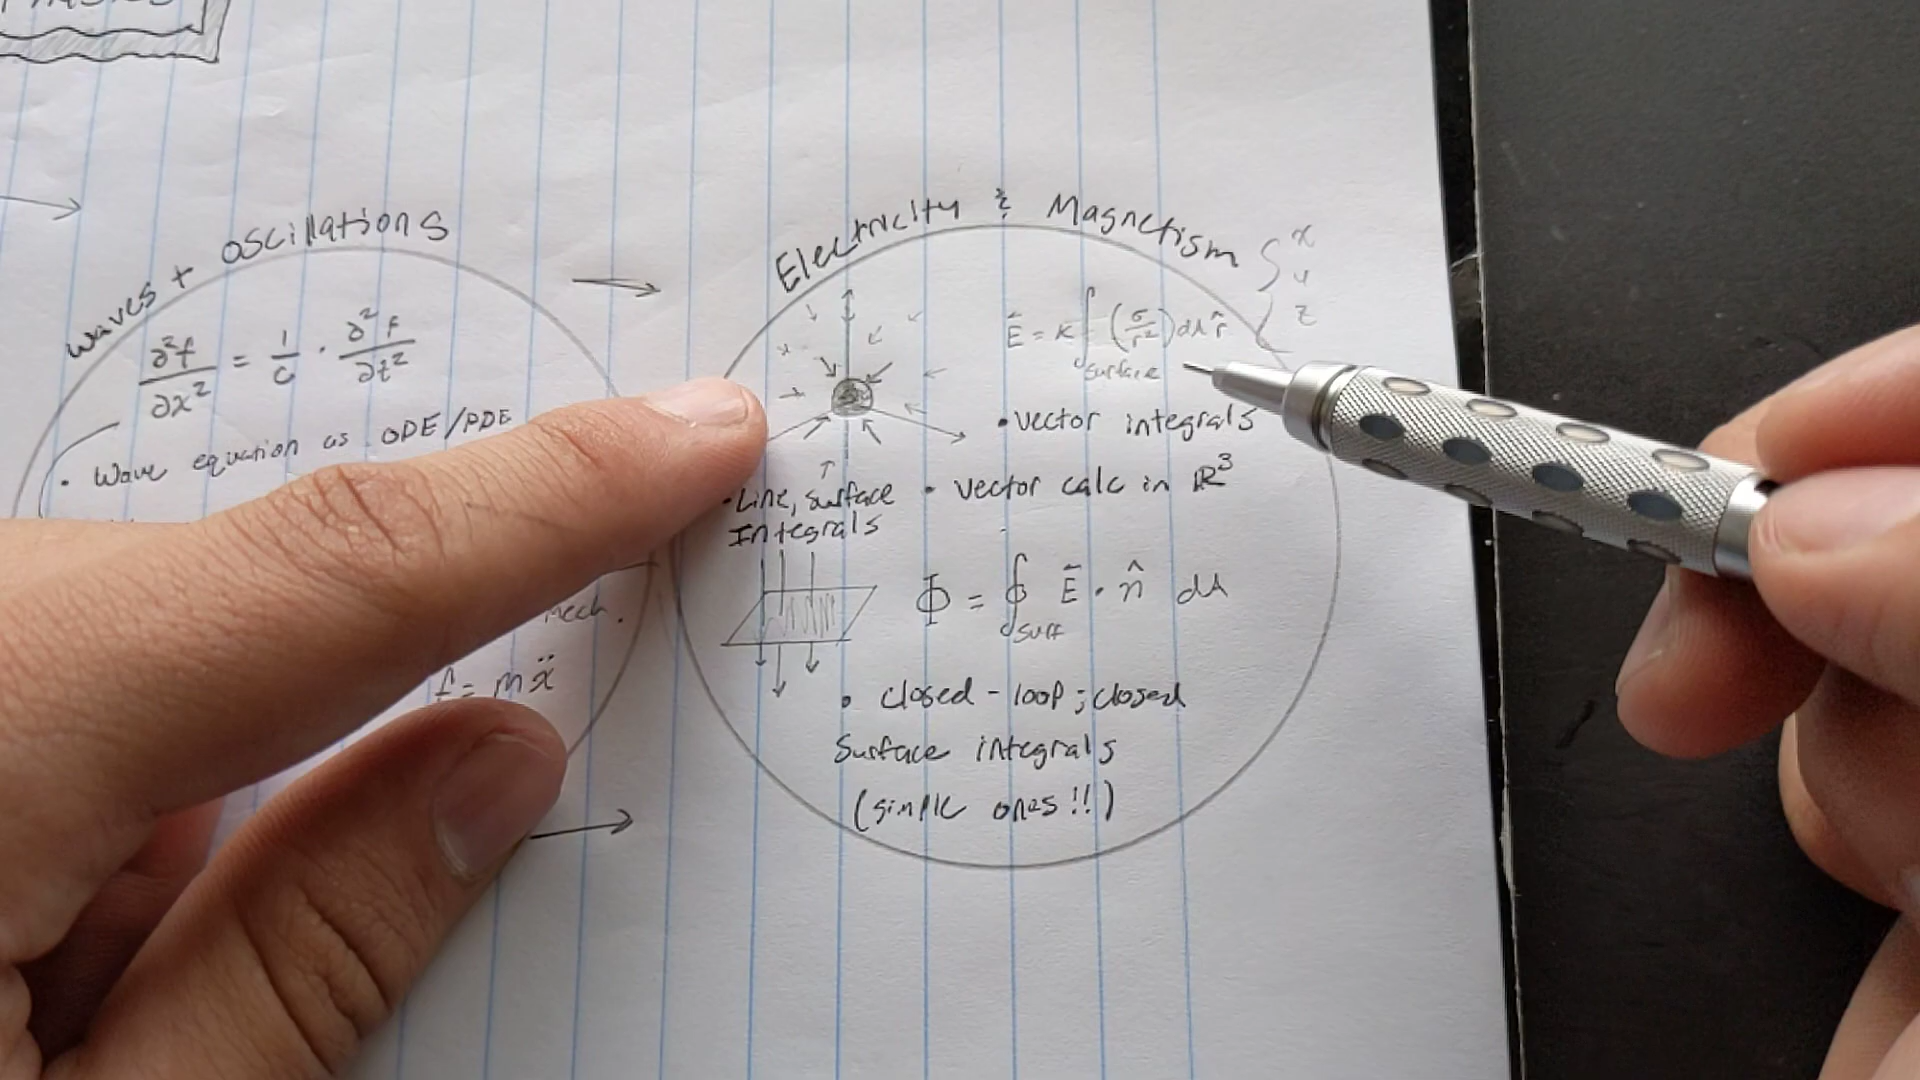 waves + oscillations
∂²f/∂x² = 1/c · ∂²f/∂t²
• Wave equation as ODE/PDE
mech.
f = mẍ
Electricity & Magnetism
x
y
z
E = K ∫surface (σ/r²) dA r̂
• vector integrals
• Line, surface
Integrals
• vector calc in ℝ³
Φ = ∮surf E · n̂ dA
• closed-loop; closed
surface integrals
(simple ones!!)